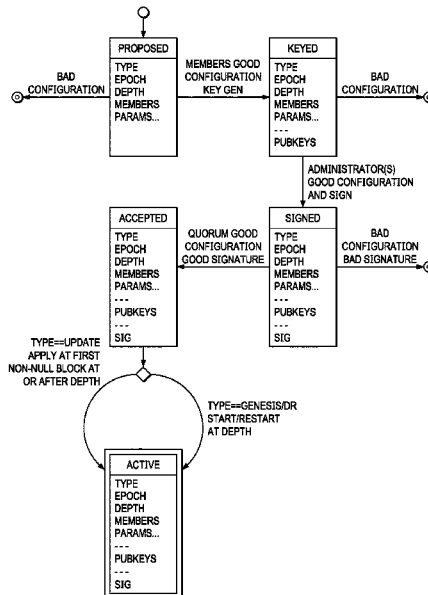 PROPOSED
TYPE
EPOCH
DEPTH
MEMBERS
PARAMS...
BAD
CONFIGURATION
MEMBERS GOOD
CONFIGURATION
KEY GEN
KEYED
TYPE
EPOCH
DEPTH
MEMBERS
PARAMS...
---
PUBKEYS
BAD
CONFIGURATION
ADMINISTRATOR(S)
GOOD CONFIGURATION
AND SIGN
ACCEPTED
TYPE
EPOCH
DEPTH
MEMBERS
PARAMS...
---
PUBKEYS
---
SIG
QUORUM GOOD
CONFIGURATION
GOOD SIGNATURE
SIGNED
TYPE
EPOCH
DEPTH
MEMBERS
PARAMS...
---
PUBKEYS
---
SIG
BAD
CONFIGURATION
BAD SIGNATURE
TYPE==UPDATE
APPLY AT FIRST
NON-NULL BLOCK AT
OR AFTER DEPTH
TYPE==GENESIS/DR
START/RESTART
AT DEPTH
ACTIVE
TYPE
EPOCH
DEPTH
MEMBERS
PARAMS...
---
PUBKEYS
---
SIG